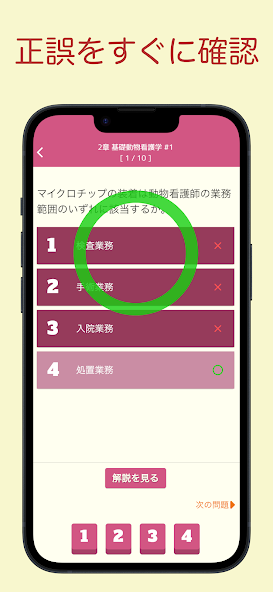 正誤をすぐに確認
2章 基礎動物看護学 #1
[ 1 / 10 ]
マイクロチップの装着は動物看護師の業務
範囲のいずれに該当するか。
1 検査業務
2 手術業務
3 入院業務
4 処置業務
解説を見る
次の問題
1 2 3 4